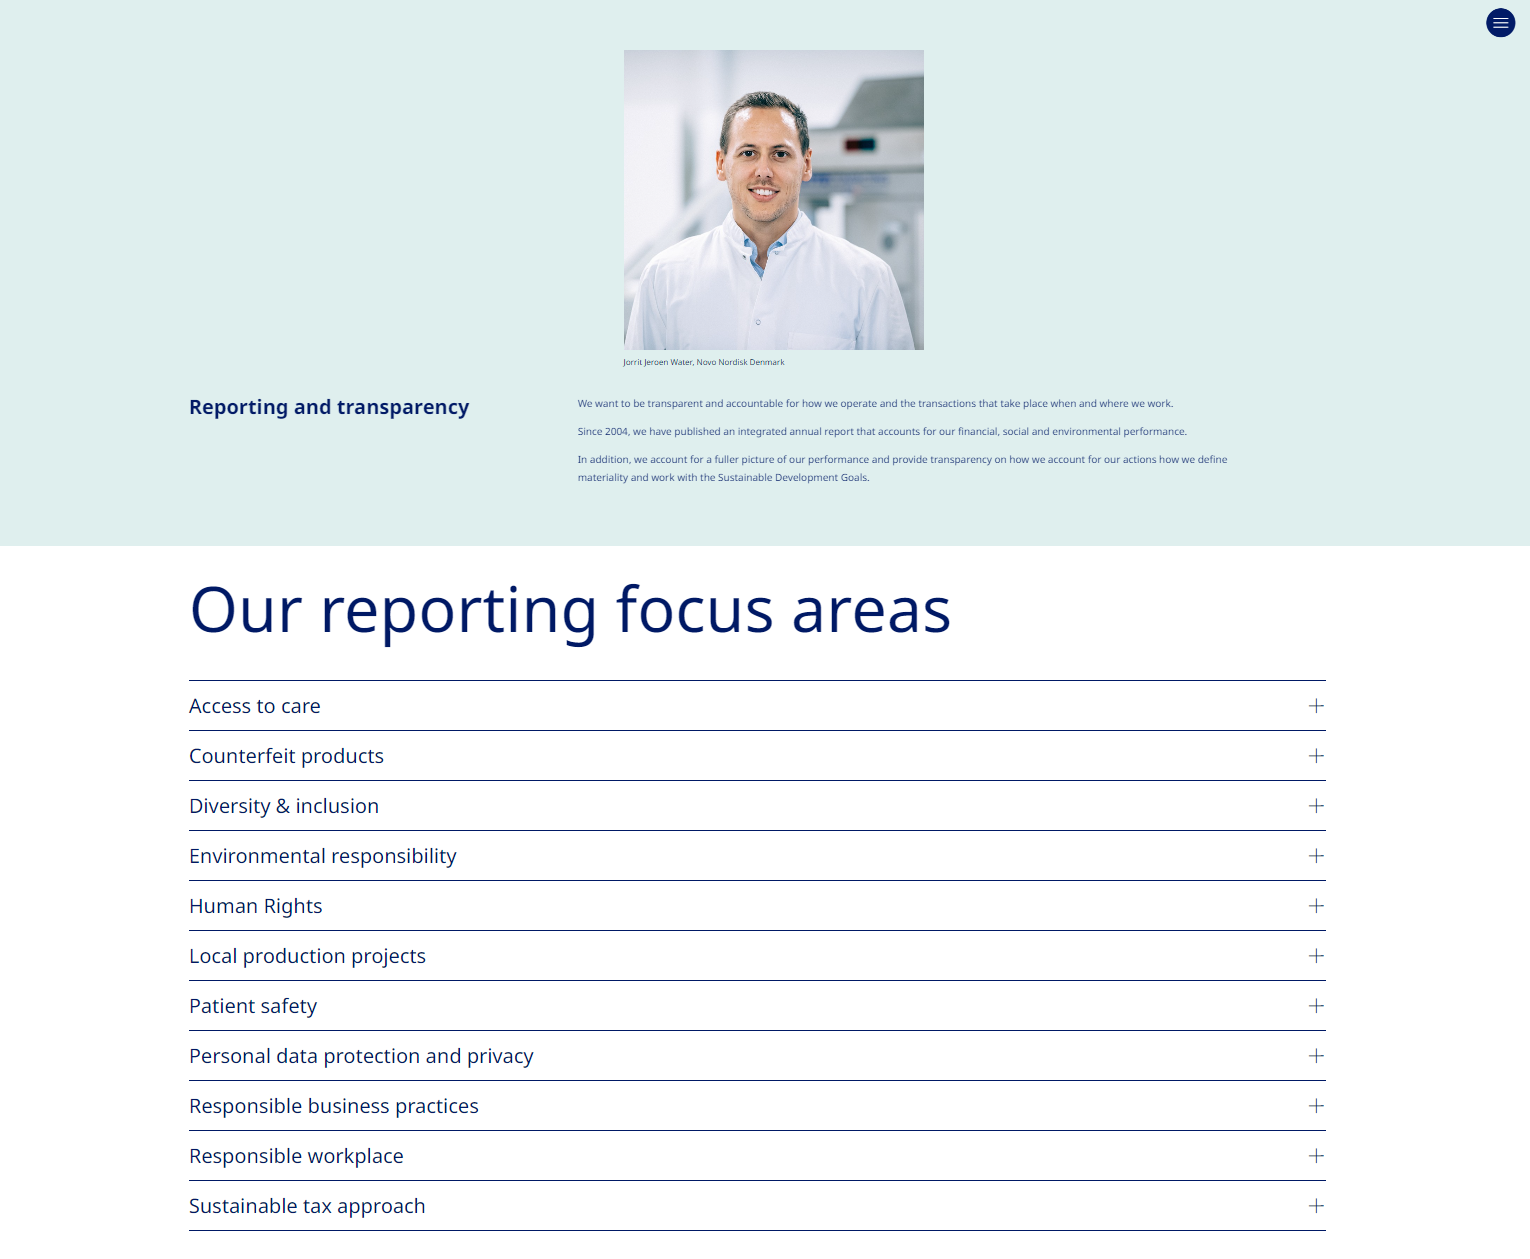 Jorrit Jeroen Water, Novo Nordisk Denmark
Reporting and transparency
We want to be transparent and accountable for how we operate and the transactions that take place when and where we work.
Since 2004, we have published an integrated annual report that accounts for our financial, social and environmental performance.
In addition, we account for a fuller picture of our performance and provide transparency on how we account for our actions how we define
materiality and work with the Sustainable Development Goals.
Our reporting focus areas
Access to care
Counterfeit products
Diversity & inclusion
Environmental responsibility
Human Rights
Local production projects
Patient safety
Personal data protection and privacy
Responsible business practices
Responsible workplace
Sustainable tax approach